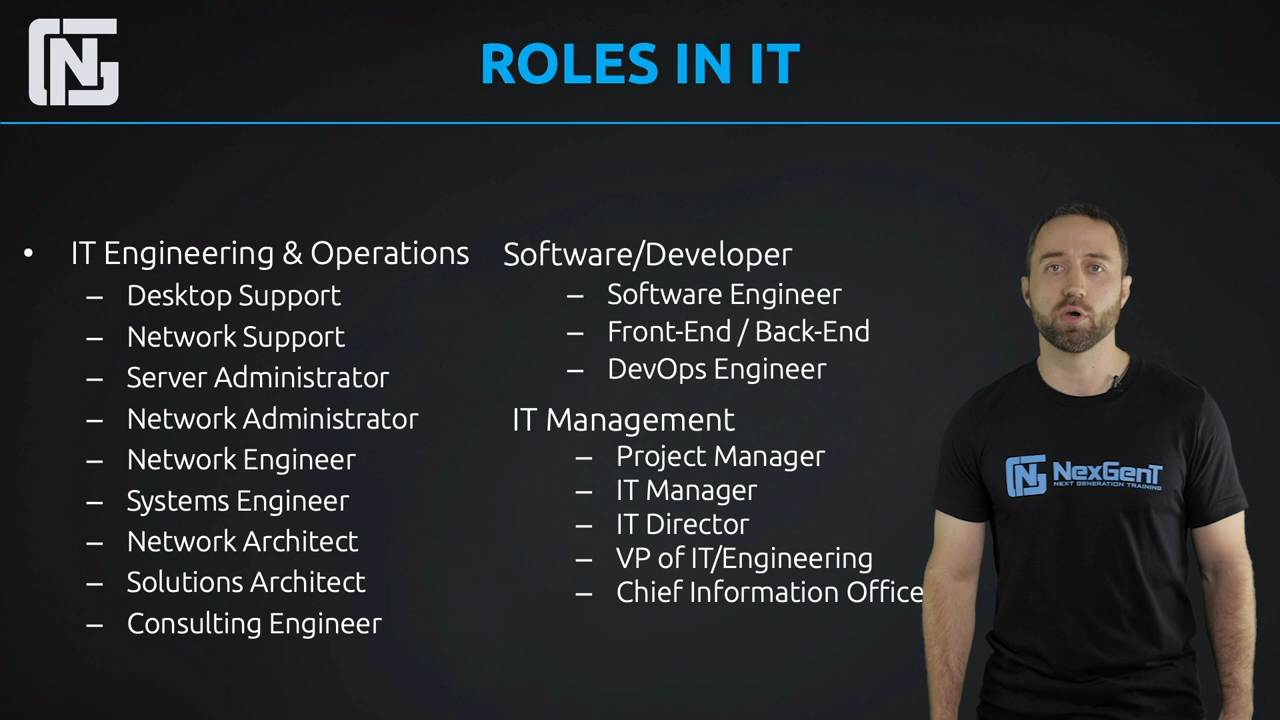 ROLES IN IT
• IT Engineering & Operations
– Desktop Support
– Network Support
– Server Administrator
– Network Administrator
– Network Engineer
– Systems Engineer
– Network Architect
– Solutions Architect
– Consulting Engineer
Software/Developer
– Software Engineer
– Front-End / Back-End
– DevOps Engineer
IT Management
– Project Manager
– IT Manager
– IT Director
– VP of IT/Engineering
– Chief Information Office
NexGenT
NEXT GENERATION TRAINING